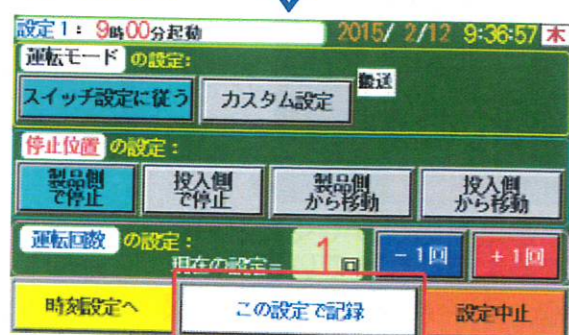 設定1: 9時00分起動 2015/ 2/12 9:36:57 木
運転モード の設定:
スイッチ設定に従う カスタム設定 搬送
停止位置 の設定:
製品側で停止 投入側で停止 製品側から移動 投入側から移動
運転回数 の設定:
現在の設定= 1 回 -1回 +1回
時刻設定へ この設定で記録 設定中止